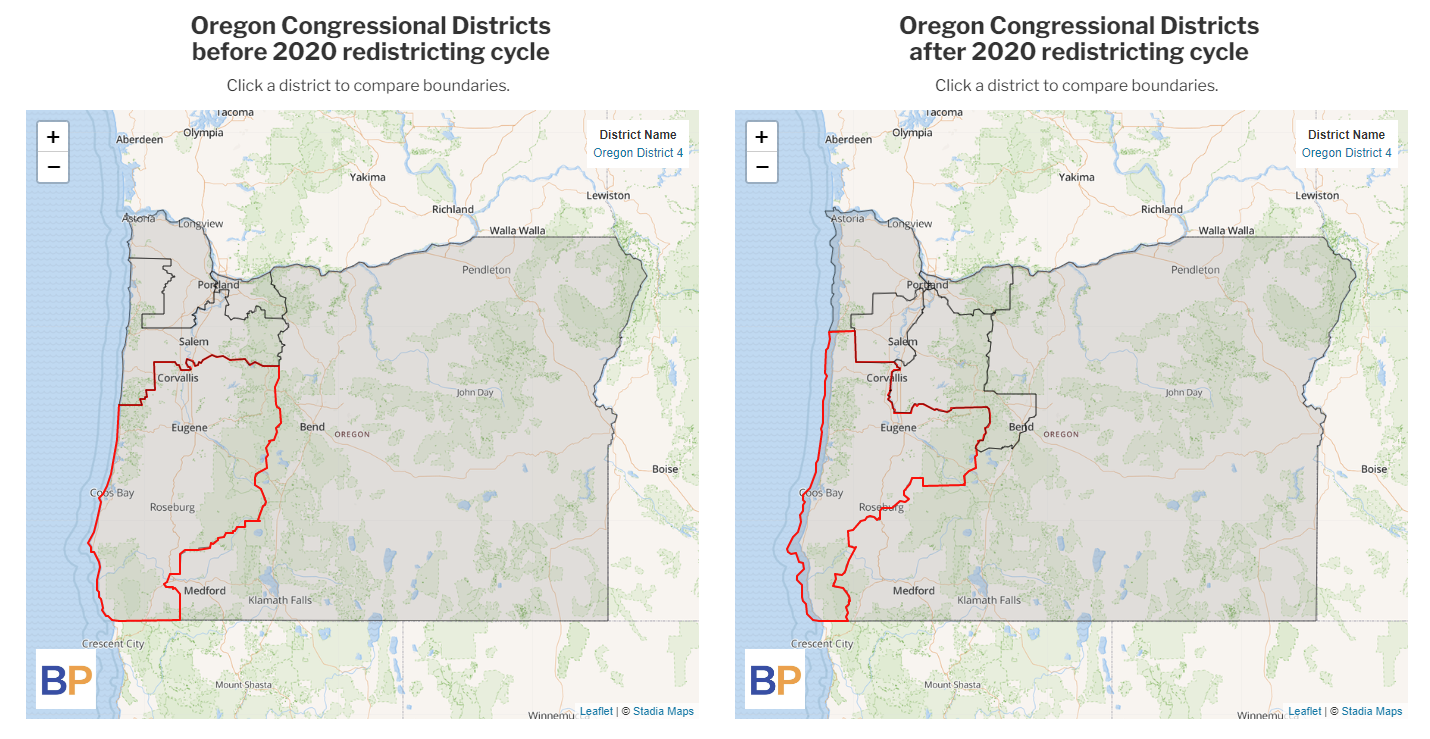 Oregon Congressional Districts
before 2020 redistricting cycle
Click a district to compare boundaries.
+
−
District Name
Oregon District 4
Tacoma
Olympia
Aberdeen
Yakima
Lewiston
Richland
Astoria
Longview
Walla Walla
Pendleton
Portland
Salem
Corvallis
John Day
Eugene
Bend
OREGON
Boise
Coos Bay
Roseburg
Medford
Klamath Falls
Crescent City
Mount Shasta
BP
Winnemu
Leaflet | © Stadia Maps
Oregon Congressional Districts
after 2020 redistricting cycle
Click a district to compare boundaries.
+
−
District Name
Oregon District 4
Tacoma
Olympia
Aberdeen
Yakima
Lewiston
Richland
Astoria
Longview
Walla Walla
Pendleton
Portland
Salem
Corvallis
John Day
Eugene
Bend
OREGON
Boise
Coos Bay
Roseburg
Medford
Klamath Falls
Crescent City
Mount Shasta
BP
Winnemu
Leaflet | © Stadia Maps